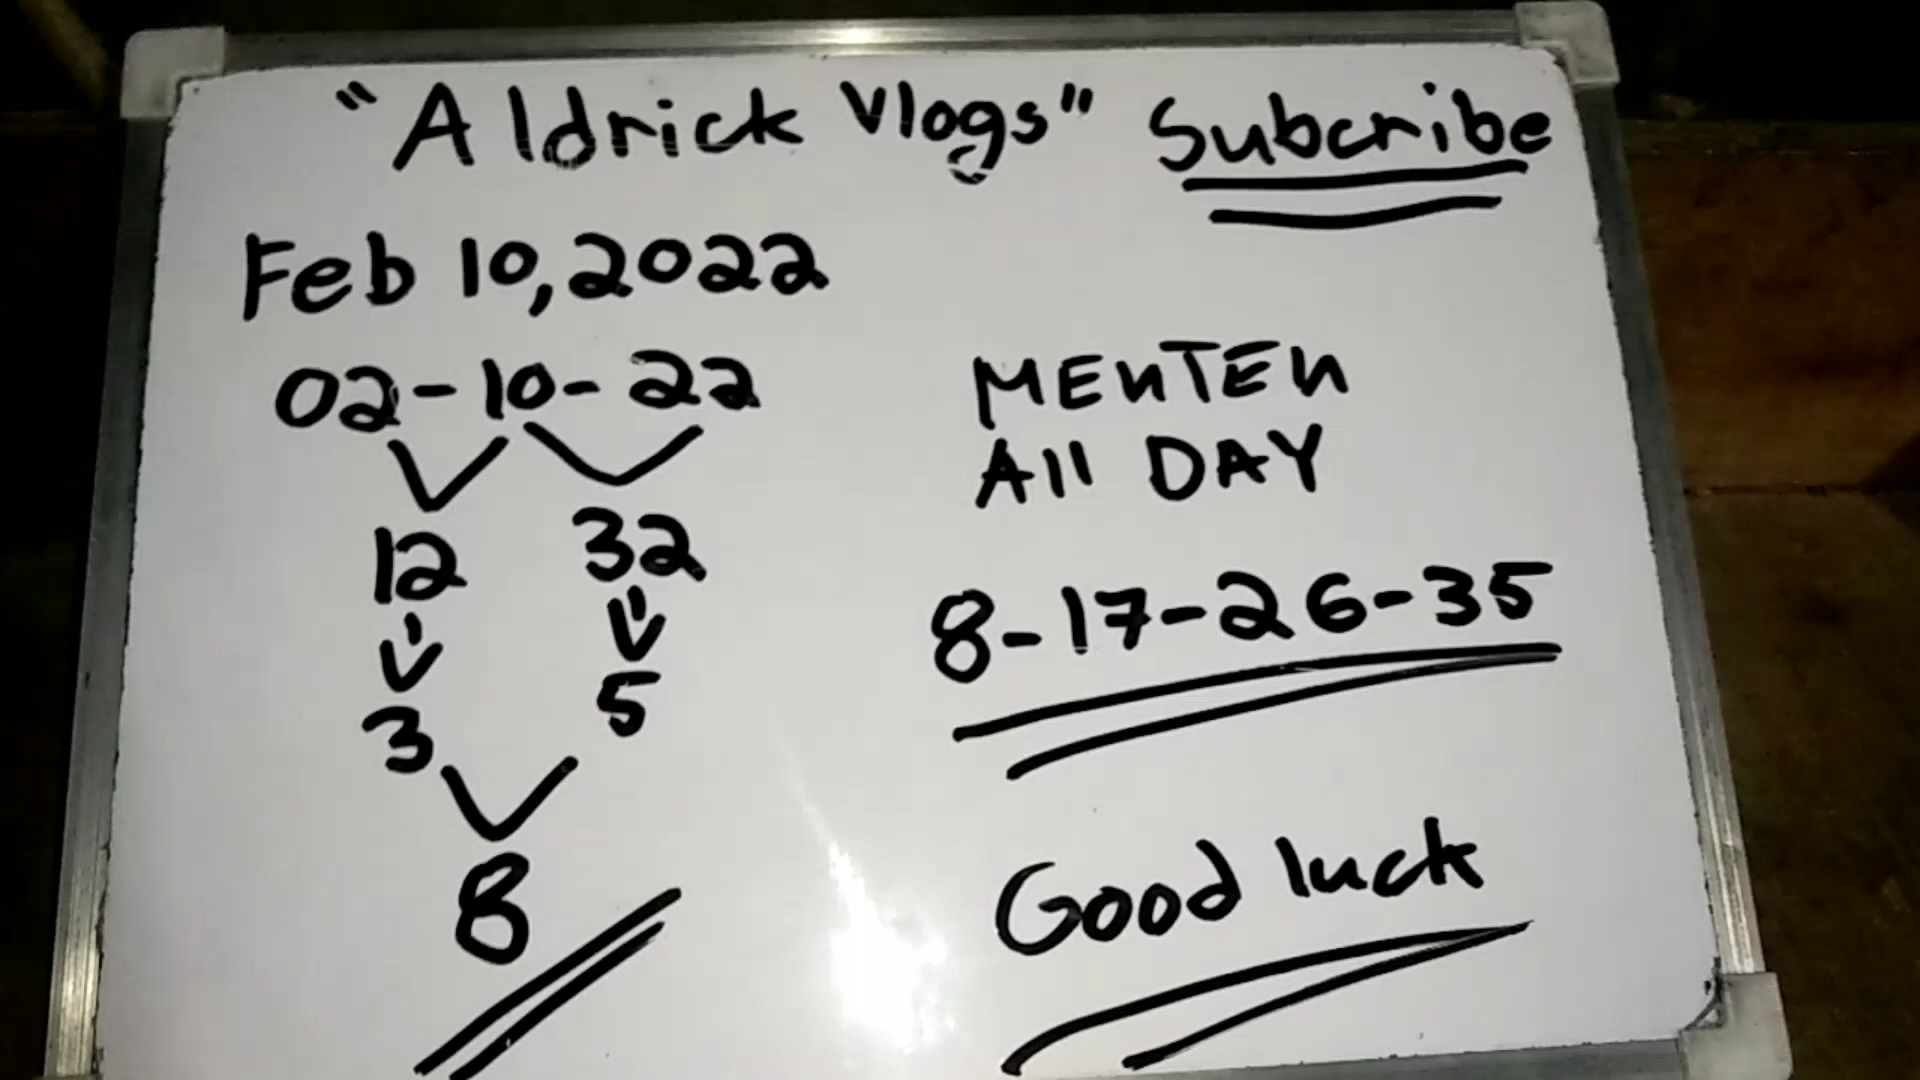 "Aldrick Vlogs" Subcribe
Feb 10,2022
02-10-22
12 32
3 5
8
MENTEN
All DAY
8-17-26-35
Good luck